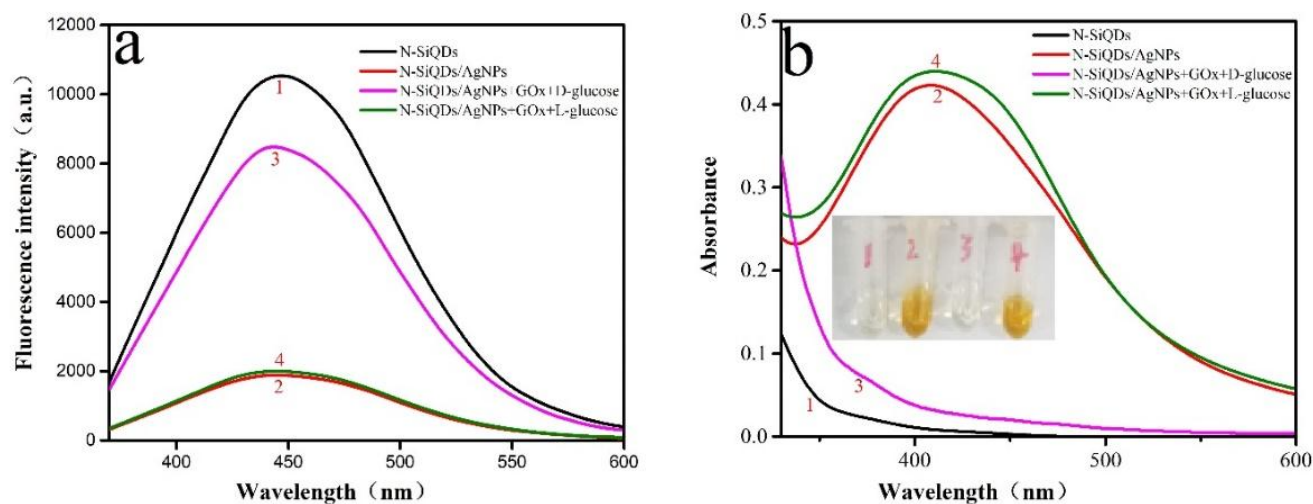 a
12000
10000
8000
6000
4000
2000
0
Fluorescence intensity（a.u.）
400
450
500
550
600
Wavelength（nm）
N-SiQDs
N-SiQDs/AgNPs
N-SiQDs/AgNPs+GOx+D-glucose
N-SiQDs/AgNPs+GOx+L-glucose
1
3
4
2
b
0.5
0.4
0.3
0.2
0.1
0.0
Absorbance
400
500
600
Wavelength（nm）
N-SiQDs
N-SiQDs/AgNPs
N-SiQDs/AgNPs+GOx+D-glucose
N-SiQDs/AgNPs+GOx+L-glucose
4
2
1 2 3 4
3
1